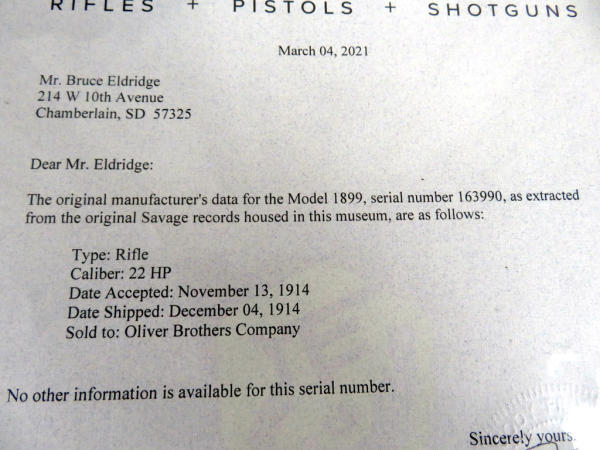 RIFLES + PISTOLS + SHOTGUNS
March 04, 2021
Mr. Bruce Eldridge
214 W 10th Avenue
Chamberlain, SD 57325
Dear Mr. Eldridge:
The original manufacturer's data for the Model 1899, serial number 163990, as extracted
from the original Savage records housed in this museum, are as follows:
Type: Rifle
Caliber: 22 HP
Date Accepted: November 13, 1914
Date Shipped: December 04, 1914
Sold to: Oliver Brothers Company
No other information is available for this serial number.
Sincerely yours.